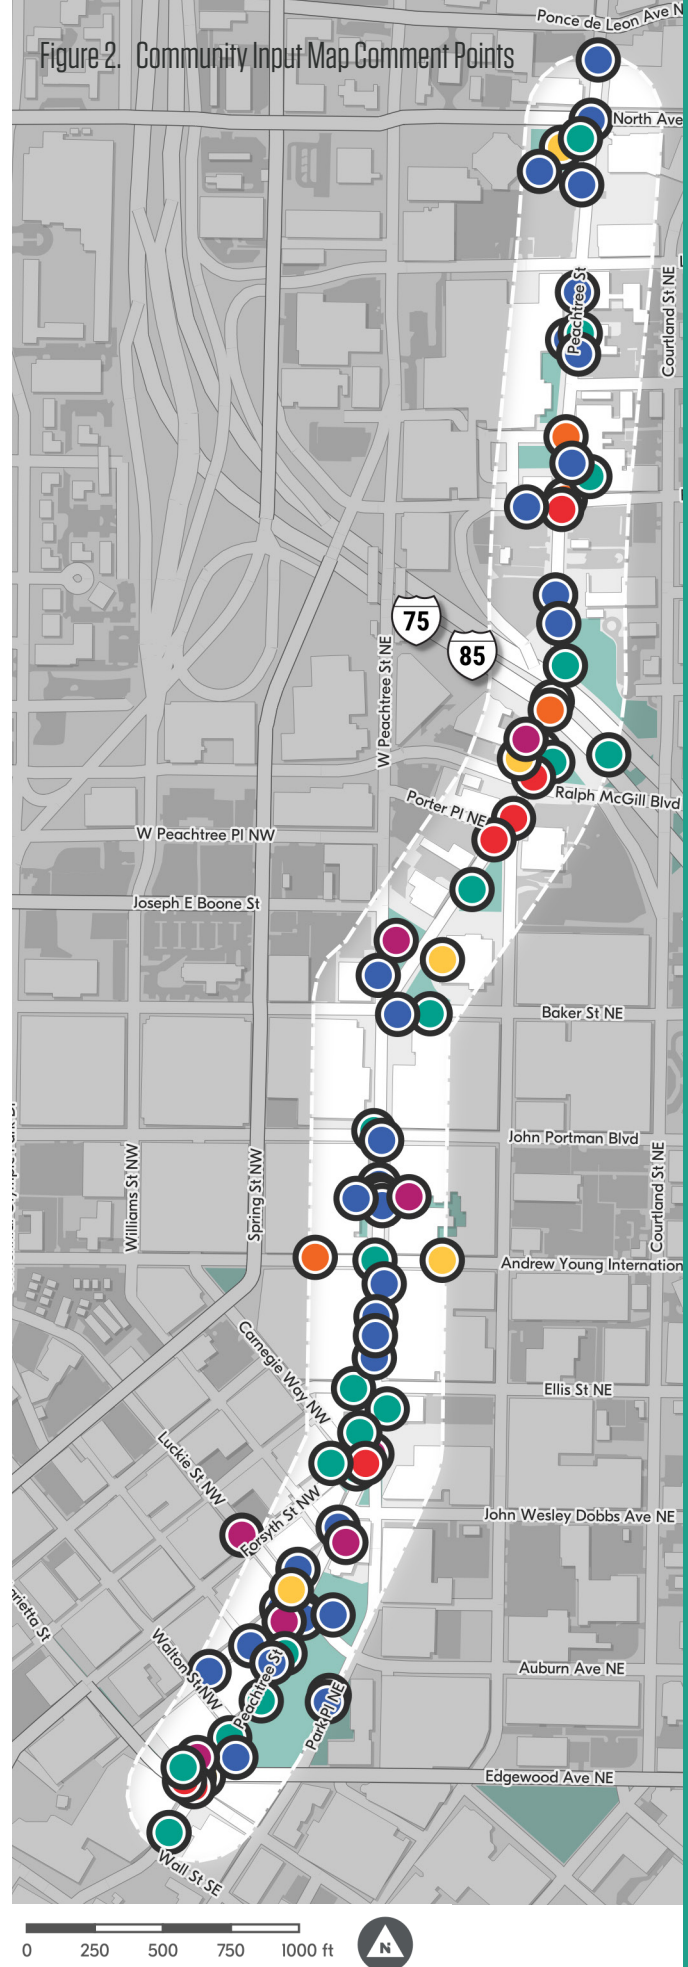 Figure 2. Community Input Map Comment Points
Ponce de Leon Ave N
North Ave
Peachtree St
Courtland St NE
75
85
W Peachtree St NE
Ralph McGill Blvd
Porter Pl NE
W Peachtree Pl NW
Joseph E Boone St
Baker St NE
John Portman Blvd
Williams St NW
Spring St NW
Courtland St NE
Andrew Young Internation
Carnegie Way NW
Ellis St NE
Luckie St NW
Forsyth St NW
John Wesley Dobbs Ave NE
arietta St
Walton St NW
Peachtree St
Auburn Ave NE
Park Pl NE
Edgewood Ave NE
Wall St SE
0 250 500 750 1000 ft
N